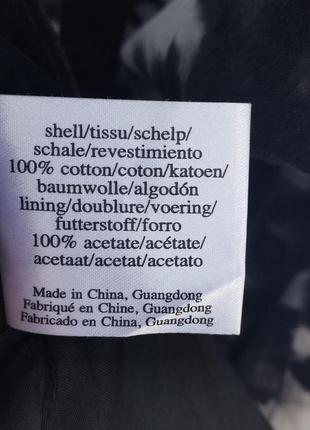 shell/tissu/schelp/
schale/revestimiento
100% cotton/coton/katoen/
baumwolle/algodón
lining/doublure/voering/
futterstoff/forro
100% acetate/acétate/
acetaat/acetat/acetato
Made in China, Guangdong
Fabriqué en Chine, Guangdong
Fabricado en China, Guangdong